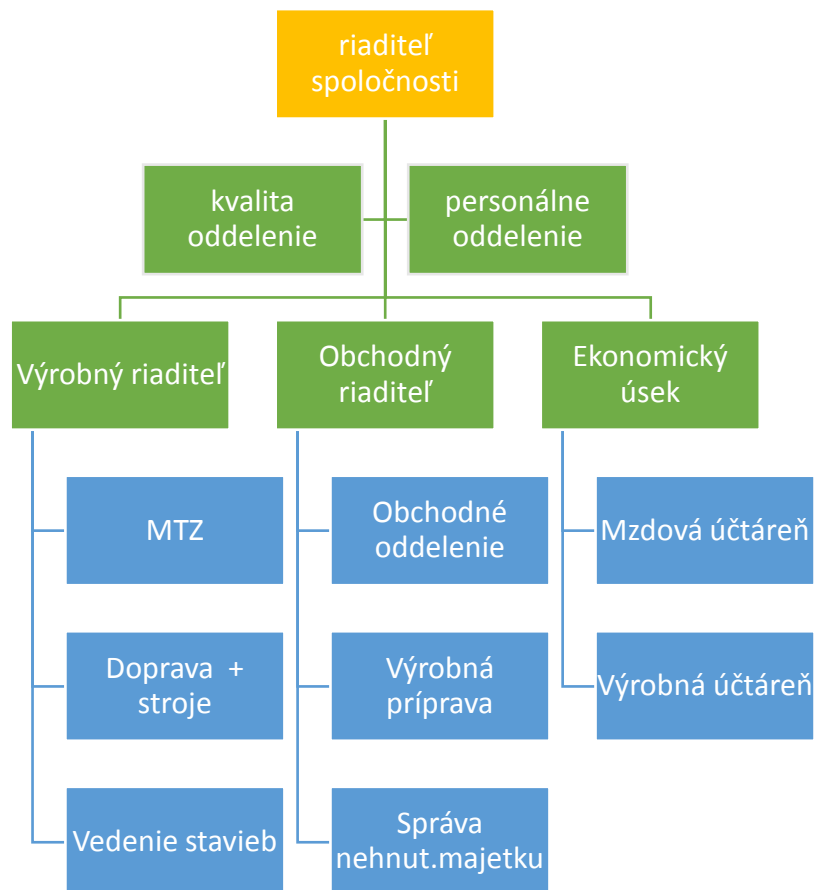 riaditeľ
spoločnosti
kvalita
oddelenie
personálne
oddelenie
Výrobný riaditeľ
Obchodný
riaditeľ
Ekonomický
úsek
MTZ
Obchodné
oddelenie
Mzdová účtáreň
Doprava + 
stroje
Výrobná
príprava
Výrobná účtáreň
Vedenie stavieb
Správa
nehnut.majetku